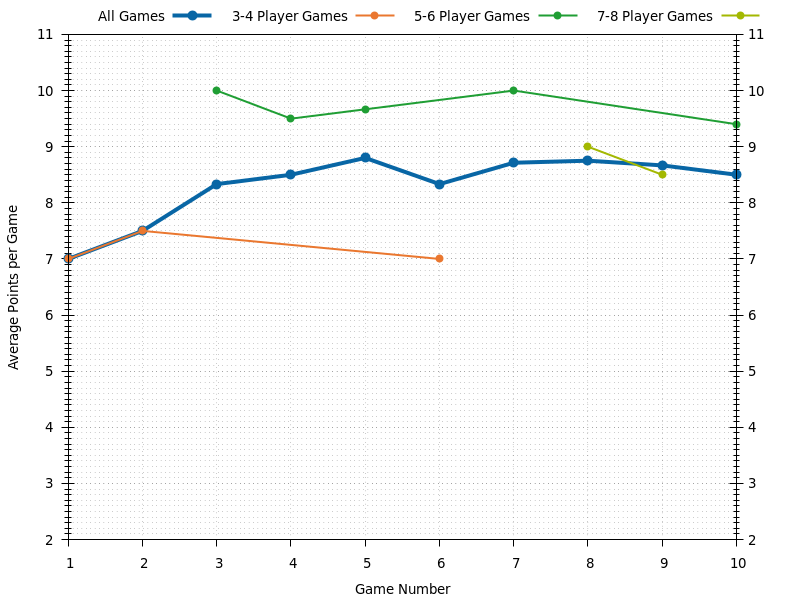 All Games 3-4 Player Games 5-6 Player Games 7-8 Player Games
11 11
10 10
9 9
8 8
7 7
6 6
5 5
4 4
3 3
2 2
1 2 3 4 5 6 7 8 9 10
Average Points per Game
Game Number